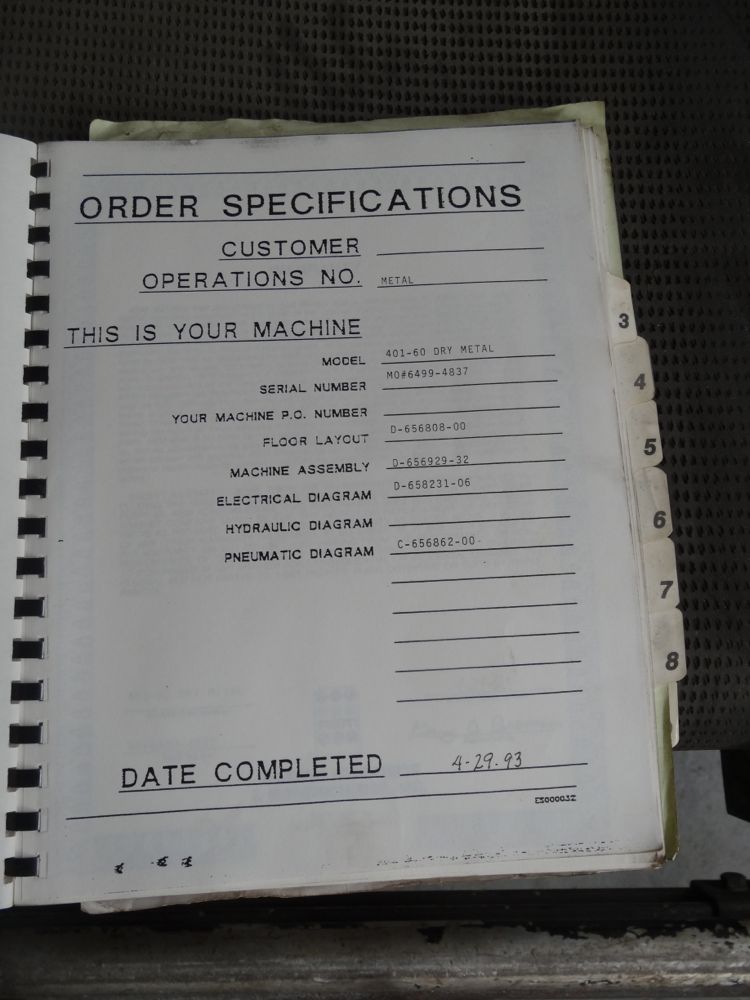 ORDER SPECIFICATIONS
CUSTOMER
OPERATIONS NO. METAL
THIS IS YOUR MACHINE
MODEL 401-60 DRY METAL
SERIAL NUMBER MO#6499-4837
YOUR MACHINE P.O. NUMBER
FLOOR LAYOUT D-656808-00
MACHINE ASSEMBLY D-656929-32
ELECTRICAL DIAGRAM D-658231-06
HYDRAULIC DIAGRAM
PNEUMATIC DIAGRAM C-656862-00
DATE COMPLETED 4-29-93
ES00003Z
3
4
5
6
7
8